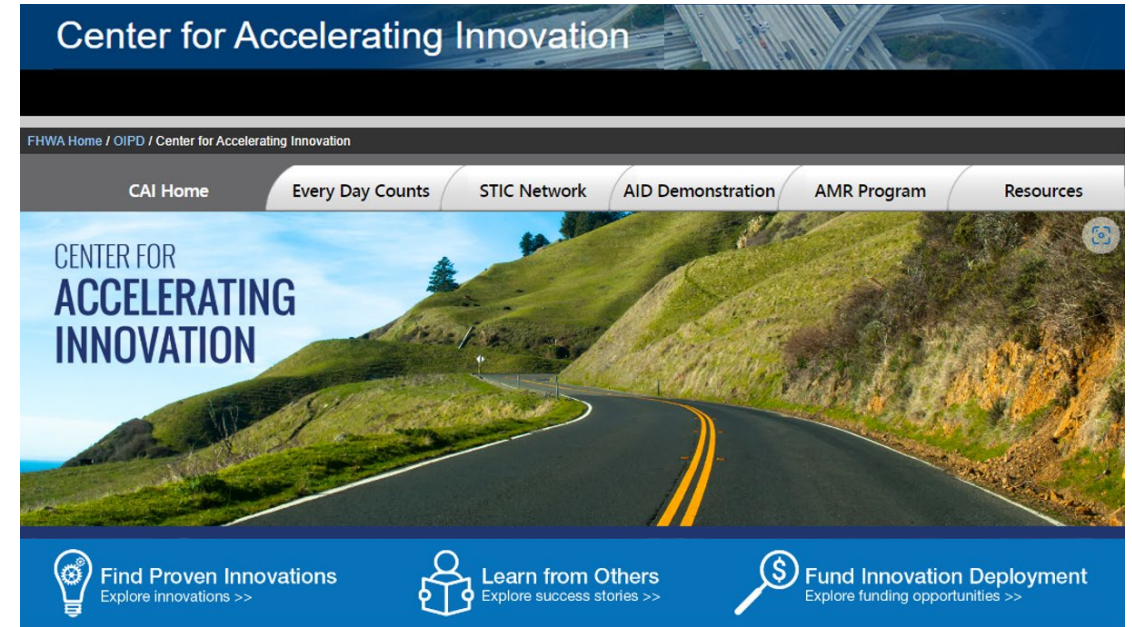 Center for Accelerating Innovation
FHWA Home / OIPD / Center for Accelerating Innovation
CAI Home
Every Day Counts
STIC Network
AID Demonstration
AMR Program
Resources
CENTER FOR
ACCELERATING
INNOVATION
Find Proven Innovations
Explore innovations >>
Learn from Others
Explore success stories >>
$
Fund Innovation Deployment
Explore funding opportunities >>